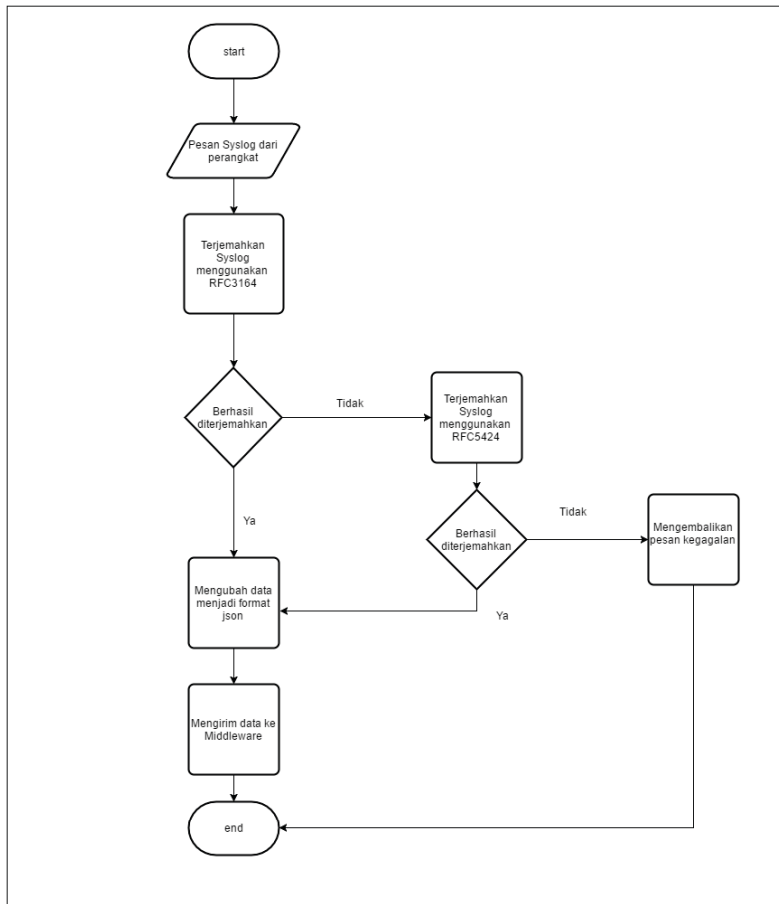 start
Pesan Syslog dari
perangkat
Terjemahkan
Syslog
menggunakan
RFC3164
Berhasil
diterjemahkan
Tidak
Terjemahkan
Syslog
menggunakan
RFC5424
Ya
Berhasil
diterjemahkan
Tidak
Mengembalikan
pesan kegagalan
Ya
Mengubah data
menjadi format
json
Mengirim data ke
Middleware
end